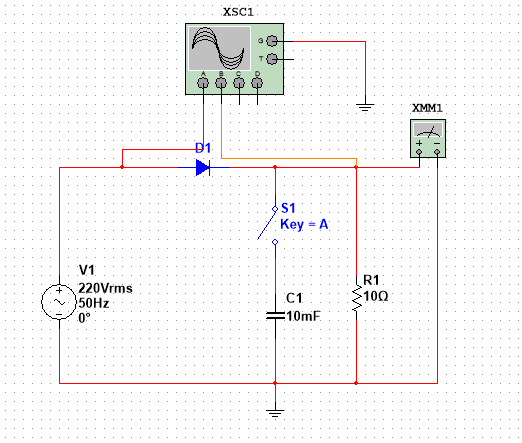 XSC1
G
T
A B C D
XMM1
+ −
D1
S1
Key = A
V1
220Vrms
50Hz
0°
+
−
C1
10mF
R1
10Ω